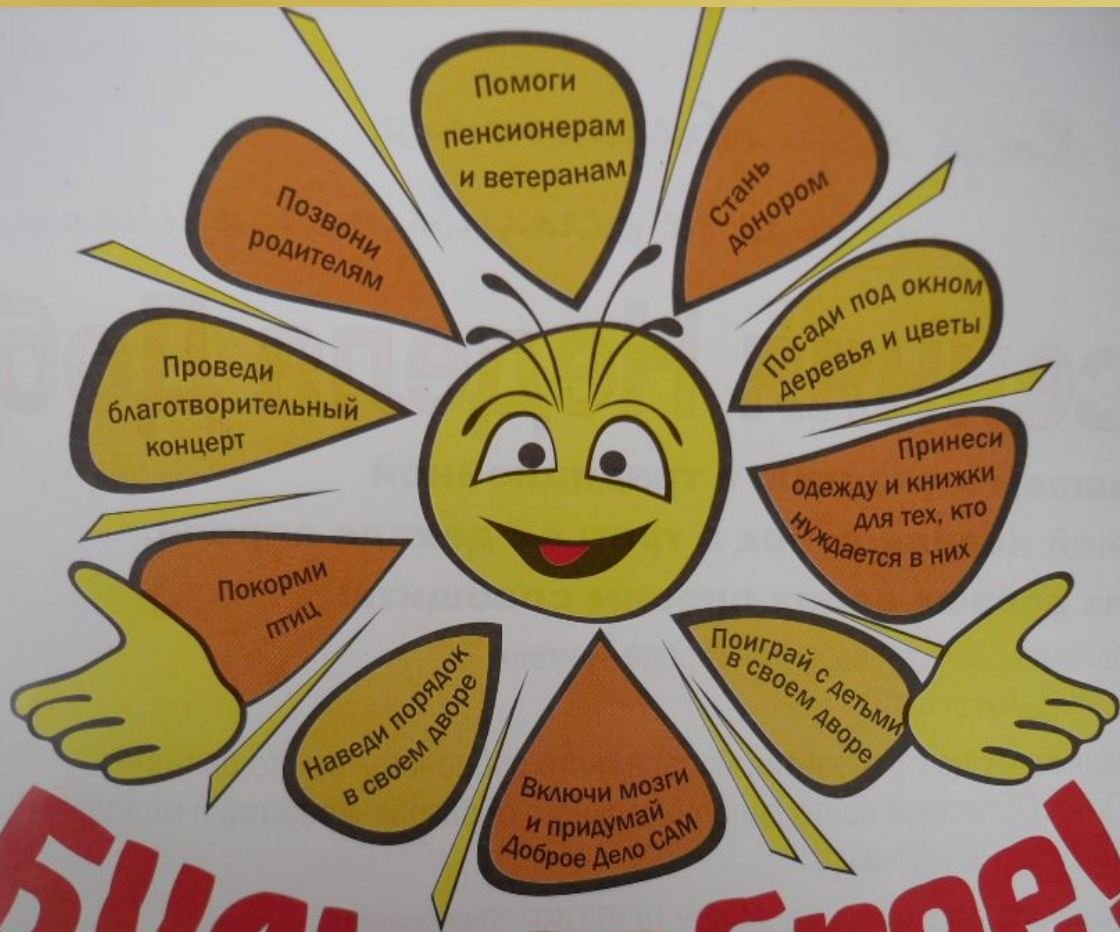 Помоги
пенсионерам
и ветеранам
Стань
донором
Посади под окном
деревья и цветы
Принеси
одежду и книжки
для тех, кто
нуждается в них
Поиграй с детьми
в своем дворе
Включи мозги
и придумай
Доброе Дело САМ
Наведи порядок
в своем дворе
Покорми
птиц
Проведи
благотворительный
концерт
Позвони
родителям